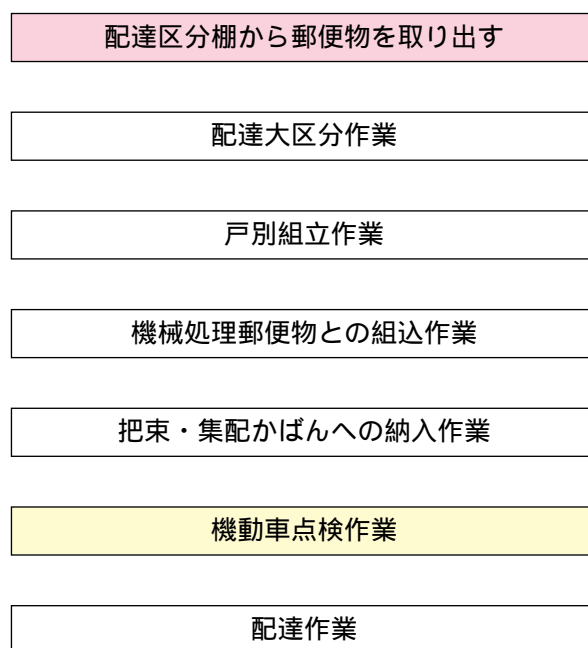 配達区分棚から郵便物を取り出す
配達大区分作業
戸別組立作業
機械処理郵便物との組込作業
把束・集配かばんへの納入作業
機動車点検作業
配達作業